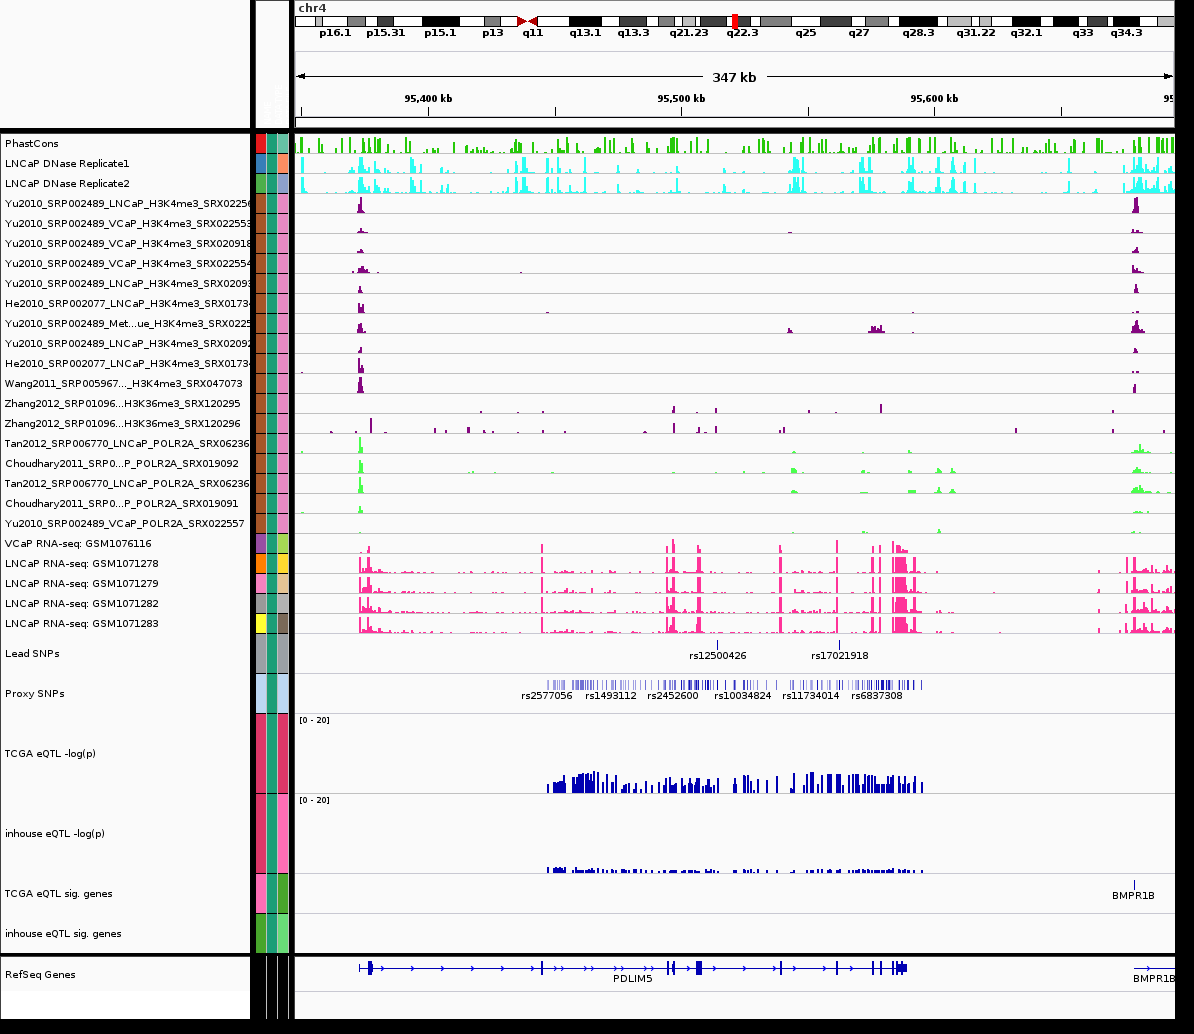 chr4
p16.1 p15.31 p15.1 p13 q11 q13.1 q13.3 q21.23 q22.3 q25 q27 q28.3 q31.22 q32.1 q33 q34.3
347 kb
95,400 kb 95,500 kb 95,600 kb 95
PhastCons
LNCaP DNase Replicate1
LNCaP DNase Replicate2
Yu2010_SRP002489_LNCaP_H3K4me3_SRX02250
Yu2010_SRP002489_VCaP_H3K4me3_SRX022553
Yu2010_SRP002489_VCaP_H3K4me3_SRX020918
Yu2010_SRP002489_VCaP_H3K4me3_SRX022554
Yu2010_SRP002489_LNCaP_H3K4me3_SRX02093
He2010_SRP002077_LNCaP_H3K4me3_SRX01734
Yu2010_SRP002489_Met...ue_H3K4me3_SRX0225
Yu2010_SRP002489_LNCaP_H3K4me3_SRX02092
He2010_SRP002077_LNCaP_H3K4me3_SRX01734
Wang2011_SRP005967..._H3K4me3_SRX047073
Zhang2012_SRP01096...H3K36me3_SRX120295
Zhang2012_SRP01096...H3K36me3_SRX120296
Tan2012_SRP006770_LNCaP_POLR2A_SRX06236
Choudhary2011_SRP0...P_POLR2A_SRX019092
Tan2012_SRP006770_LNCaP_POLR2A_SRX06236
Choudhary2011_SRP0...P_POLR2A_SRX019091
Yu2010_SRP002489_VCaP_POLR2A_SRX022557
VCaP RNA-seq: GSM1076116
LNCaP RNA-seq: GSM1071278
LNCaP RNA-seq: GSM1071279
LNCaP RNA-seq: GSM1071282
LNCaP RNA-seq: GSM1071283
Lead SNPs
rs12500426 rs17021918
Proxy SNPs
rs2577056 rs1493112 rs2452600 rs10034824 rs11734014 rs6837308
[0 - 20]
TCGA eQTL -log(p)
[0 - 20]
inhouse eQTL -log(p)
TCGA eQTL sig. genes
BMPR1B
inhouse eQTL sig. genes
RefSeq Genes
PDLIM5 BMPR1B